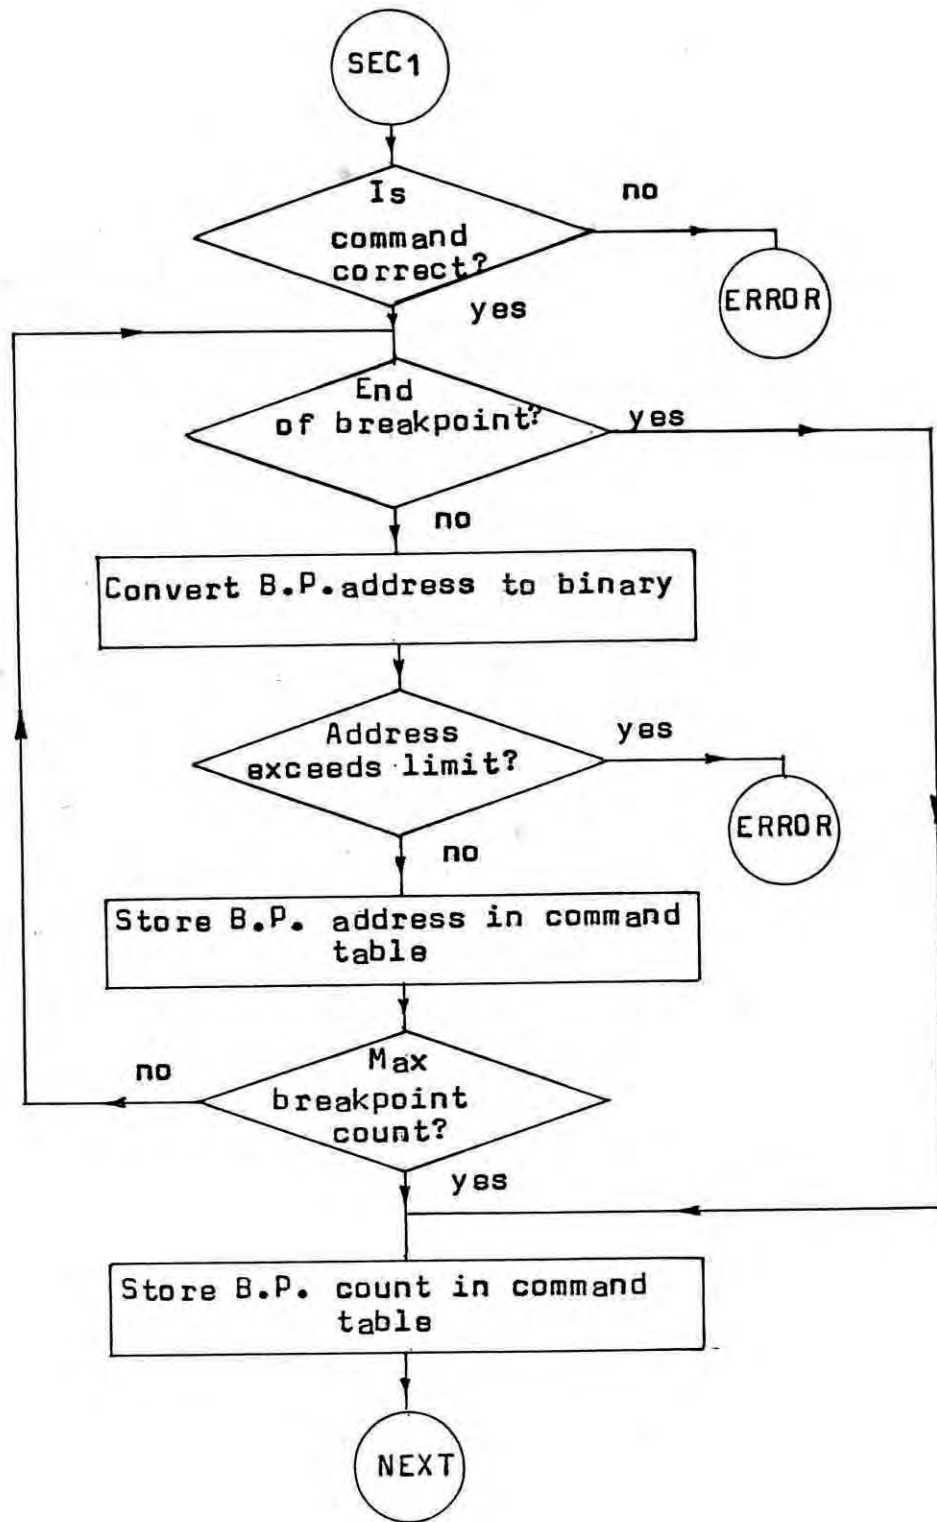 SEC1
Is
command
correct?
no
ERROR
yes
End
of breakpoint?
yes
no
Convert B.P.address to binary
Address
exceeds limit?
yes
ERROR
no
Store B.P. address in command
table
Max
breakpoint
count?
no
yes
Store B.P. count in command
table
NEXT